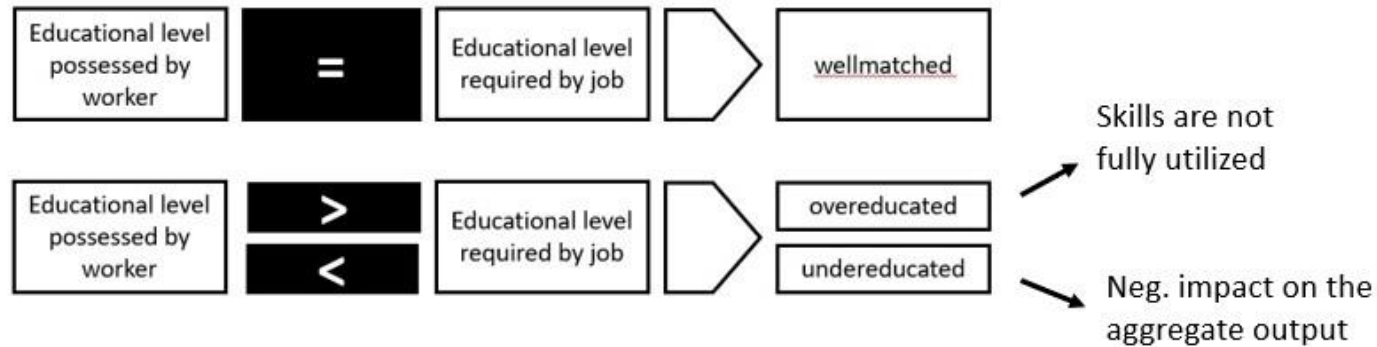 Educational level
possessed by
worker
=
Educational level
required by job
wellmatched
Educational level
possessed by
worker
>
<
Educational level
required by job
overeducated
undereducated
Skills are not
fully utilized
Neg. impact on the
aggregate output